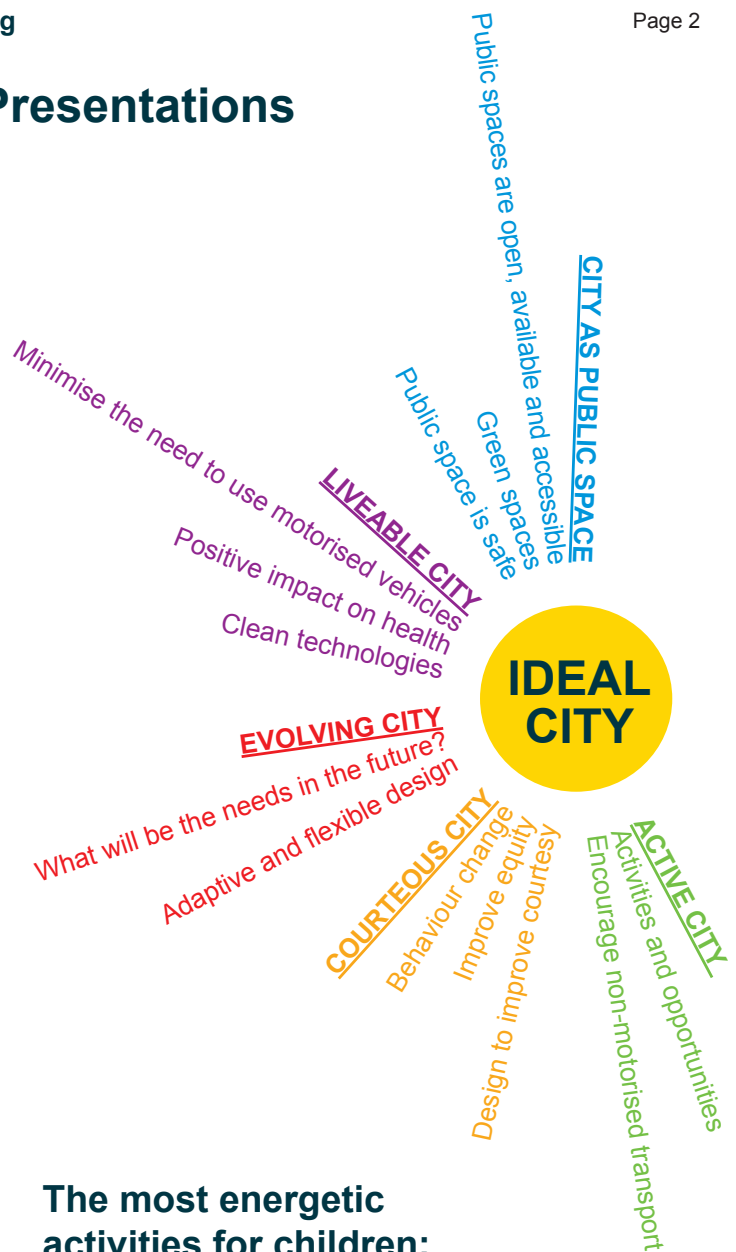 g
Page 2
Presentations
CITY AS PUBLIC SPACE
Public spaces are open, available and accessible
Green spaces
Public space is safe
LIVEABLE CITY
Minimise the need to use motorised vehicles
Positive impact on health
Clean technologies
IDEAL
CITY
EVOLVING CITY
What will be the needs in the future?
Adaptive and flexible design
COURTEOUS CITY
Behaviour change
Improve equity
Design to improve courtesy
ACTIVE CITY
Activities and opportunities
Encourage non-motorised transport
The most energetic
activities for children: